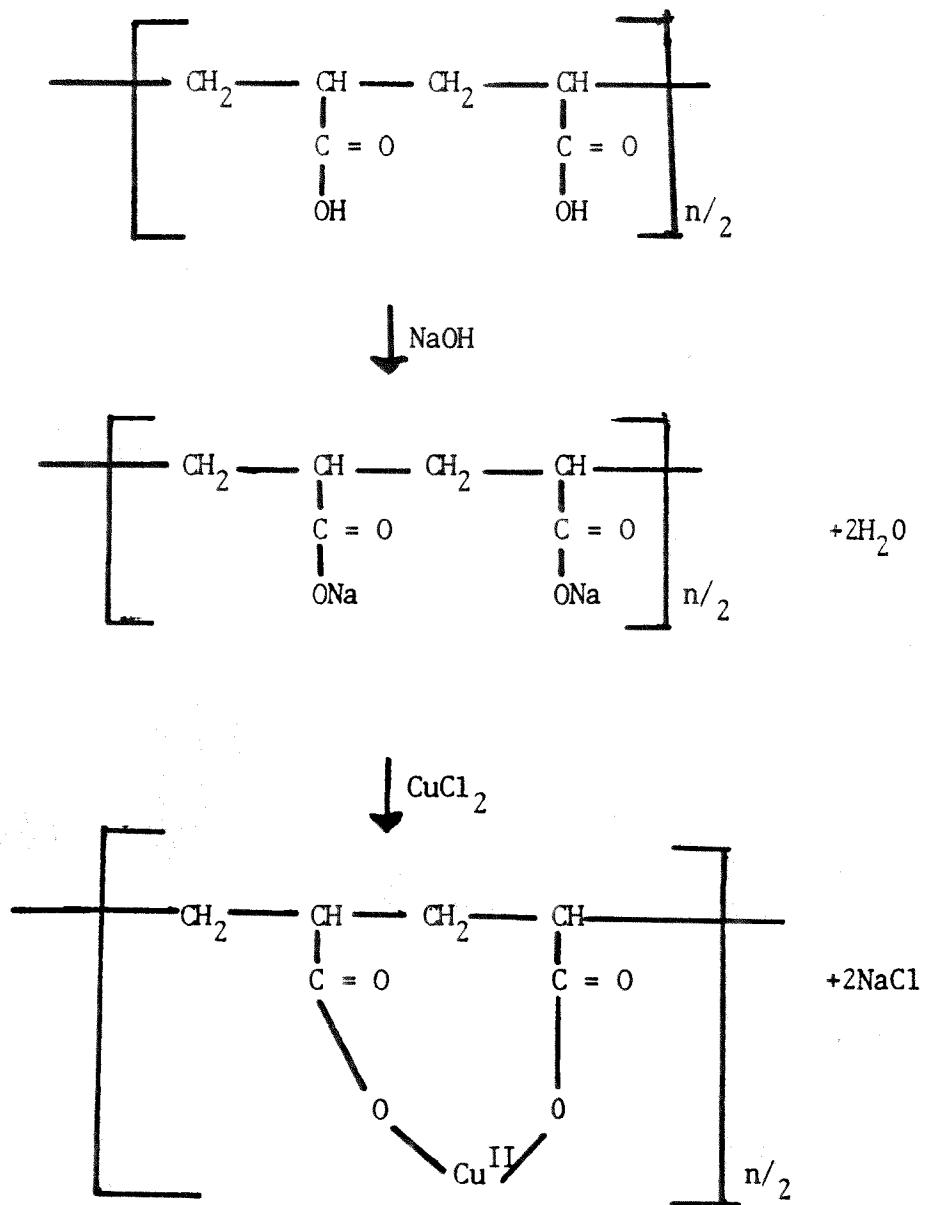 CH2 CH CH2 CH
C = O C = O
OH OH n/2
NaOH
CH2 CH CH2 CH
C = O C = O +2H2O
ONa ONa n/2
CuCl2
CH2 CH CH2 CH
C = O C = O +2NaCl
O O
CuII n/2